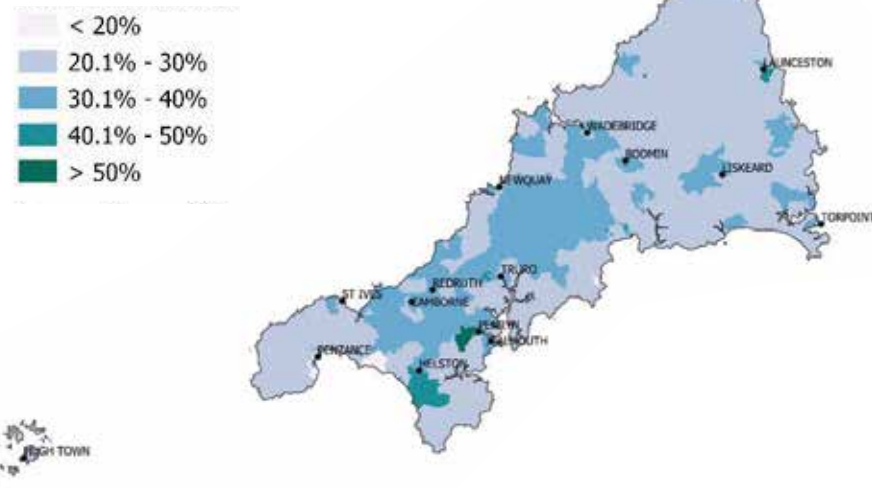 < 20%
20.1% - 30%
30.1% - 40%
40.1% - 50%
> 50%
LAUNCESTON
WADEBRIDGE
BODMIN
LISKEARD
NEWQUAY
TORPOINT
TRURO
REDRUTH
ST IVES
CAMBORNE
PENRYN
FALMOUTH
PENZANCE
HELSTON
HUGH TOWN